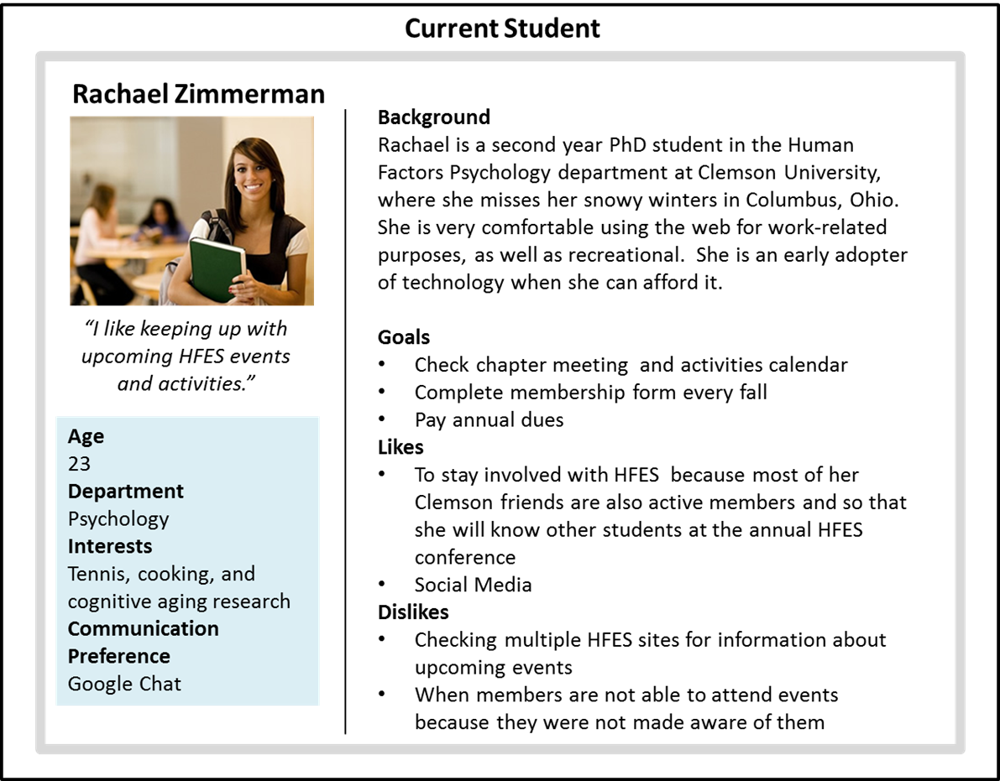 Current Student
Rachael Zimmerman
“I like keeping up with
upcoming HFES events
and activities.”
Age
23
Department
Psychology
Interests
Tennis, cooking, and
cognitive aging research
Communication
Preference
Google Chat
Background
Rachael is a second year PhD student in the Human
Factors Psychology department at Clemson University,
where she misses her snowy winters in Columbus, Ohio.
She is very comfortable using the web for work-related
purposes, as well as recreational.  She is an early adopter
of technology when she can afford it.
Goals
• Check chapter meeting  and activities calendar
• Complete membership form every fall
• Pay annual dues
Likes
• To stay involved with HFES  because most of her
Clemson friends are also active members and so that
she will know other students at the annual HFES
conference
• Social Media
Dislikes
• Checking multiple HFES sites for information about
upcoming events
• When members are not able to attend events
because they were not made aware of them